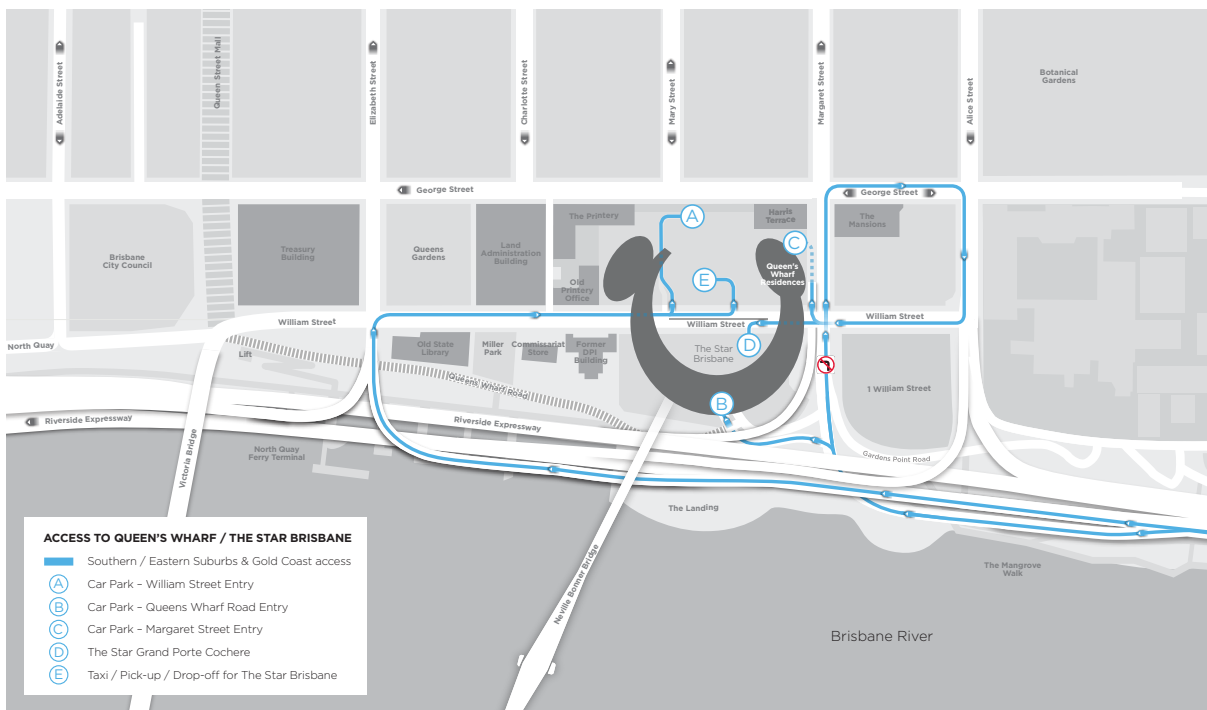 Adelaide Street
Queen Street Mall
Elizabeth Street
Charlotte Street
Mary Street
Margaret Street
Alice Street
Botanical
Gardens
George Street
George Street
Brisbane
City Council
Treasury
Building
Queens
Gardens
Land
Administration
Building
The Printery
Old
Printery
Office
A
E
Harris
Terrace
C
Queen's
Wharf
Residences
The
Mansions
North Quay
William Street
William Street
William Street
D
Lift
Old State
Library
Miller
Park
Commissariat
Store
Former
DPI
Building
The Star
Brisbane
1 William Street
Queens Wharf Road
B
Riverside Expressway
Riverside Expressway
Victoria Bridge
North Quay
Ferry Terminal
Gardens Point Road
The Landing
Neville Bonner Bridge
The Mangrove
Walk
Brisbane River
ACCESS TO QUEEN'S WHARF / THE STAR BRISBANE
Southern / Eastern Suburbs & Gold Coast access
A Car Park – William Street Entry
B Car Park – Queens Wharf Road Entry
C Car Park – Margaret Street Entry
D The Star Grand Porte Cochere
E Taxi / Pick-up / Drop-off for The Star Brisbane